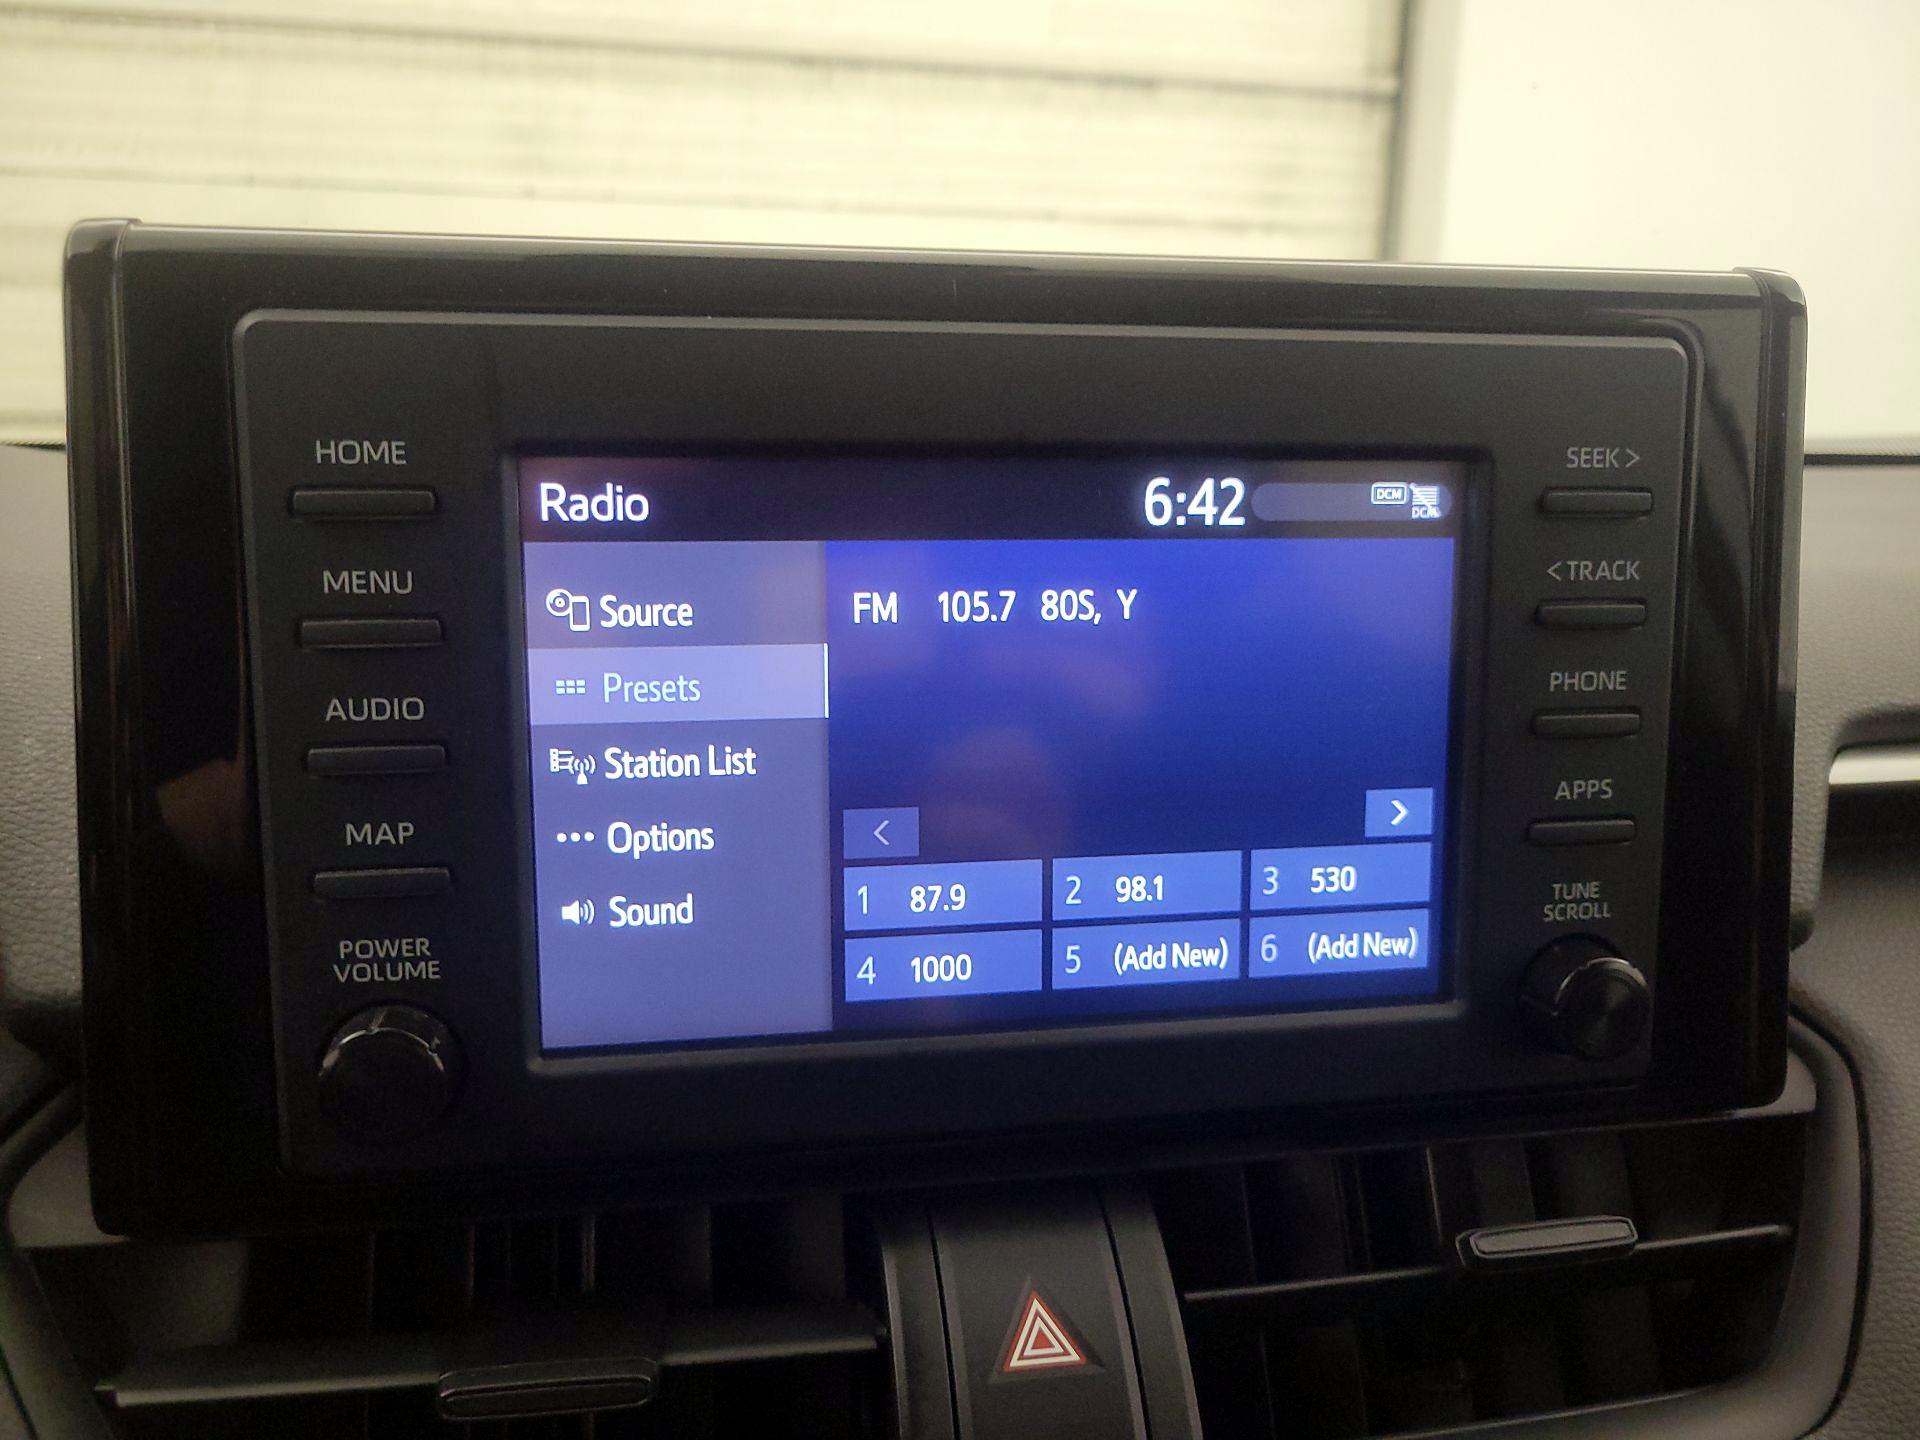 HOME
MENU
AUDIO
MAP
POWER
VOLUME
Radio
6:42
DCM
DCM
Source
Presets
Station List
Options
Sound
FM 105.7 80S, Y
<
>
1 87.9
2 98.1
3 530
4 1000
5 (Add New)
6 (Add New)
SEEK >
< TRACK
PHONE
APPS
TUNE
SCROLL